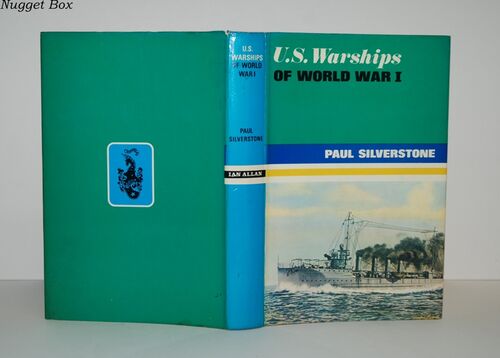 Nugget Box
U.S.
WARSHIPS
OF WORLD
WAR I
PAUL
SILVERSTONE
IAN ALLAN
U.S. Warships
OF WORLD WAR I
PAUL SILVERSTONE